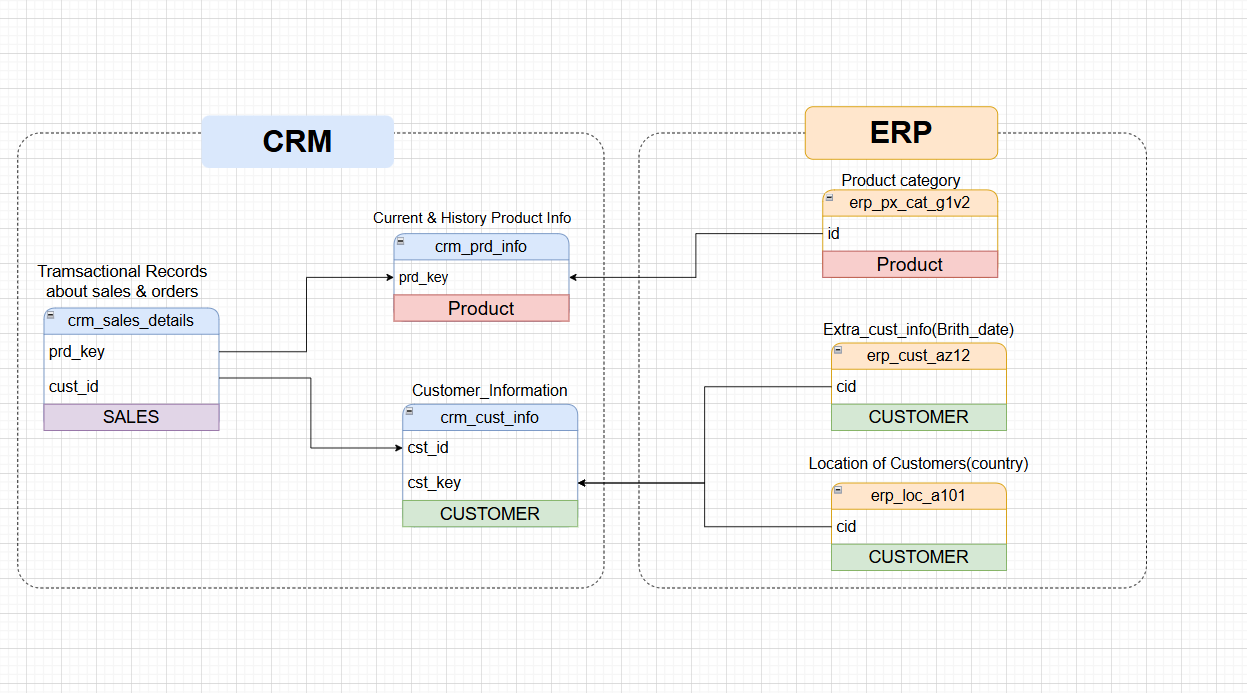 CRM
Current & History Product Info
crm_prd_info
prd_key
Product
Tramsactional Records
about sales & orders
crm_sales_details
prd_key
cust_id
SALES
Customer_Information
crm_cust_info
cst_id
cst_key
CUSTOMER
ERP
Product category
erp_px_cat_g1v2
id
Product
Extra_cust_info(Brith_date)
erp_cust_az12
cid
CUSTOMER
Location of Customers(country)
erp_loc_a101
cid
CUSTOMER